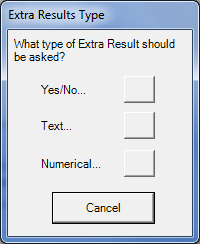 Extra Results Type
What type of Extra Result should
be asked?
Yes/No...
Text...
Numerical...
Cancel